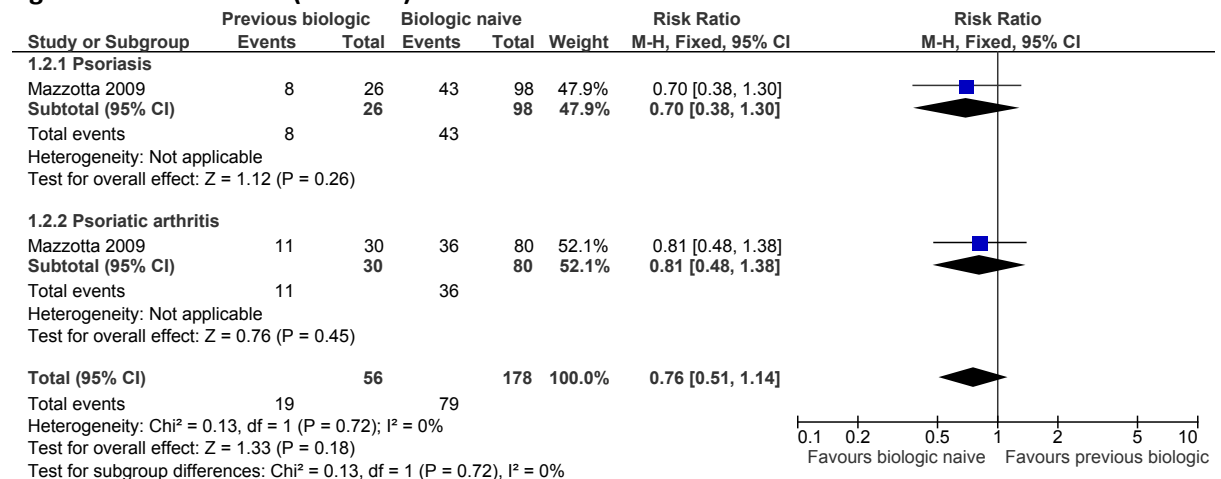 Previous biologic Biologic naive Risk Ratio Risk Ratio
Study or Subgroup Events Total Events Total Weight M-H, Fixed, 95% CI M-H, Fixed, 95% CI
1.2.1 Psoriasis
Mazzotta 2009 8 26 43 98 47.9% 0.70 [0.38, 1.30]
Subtotal (95% CI) 26 98 47.9% 0.70 [0.38, 1.30]
Total events 8 43
Heterogeneity: Not applicable
Test for overall effect: Z = 1.12 (P = 0.26)
1.2.2 Psoriatic arthritis
Mazzotta 2009 11 30 36 80 52.1% 0.81 [0.48, 1.38]
Subtotal (95% CI) 30 80 52.1% 0.81 [0.48, 1.38]
Total events 11 36
Heterogeneity: Not applicable
Test for overall effect: Z = 0.76 (P = 0.45)
Total (95% CI) 56 178 100.0% 0.76 [0.51, 1.14]
Total events 19 79
Heterogeneity: Chi² = 0.13, df = 1 (P = 0.72); I² = 0%
Test for overall effect: Z = 1.33 (P = 0.18)
Test for subgroup differences: Chi² = 0.13, df = 1 (P = 0.72), I² = 0%
0.1 0.2 0.5 1 2 5 10
Favours biologic naive Favours previous biologic